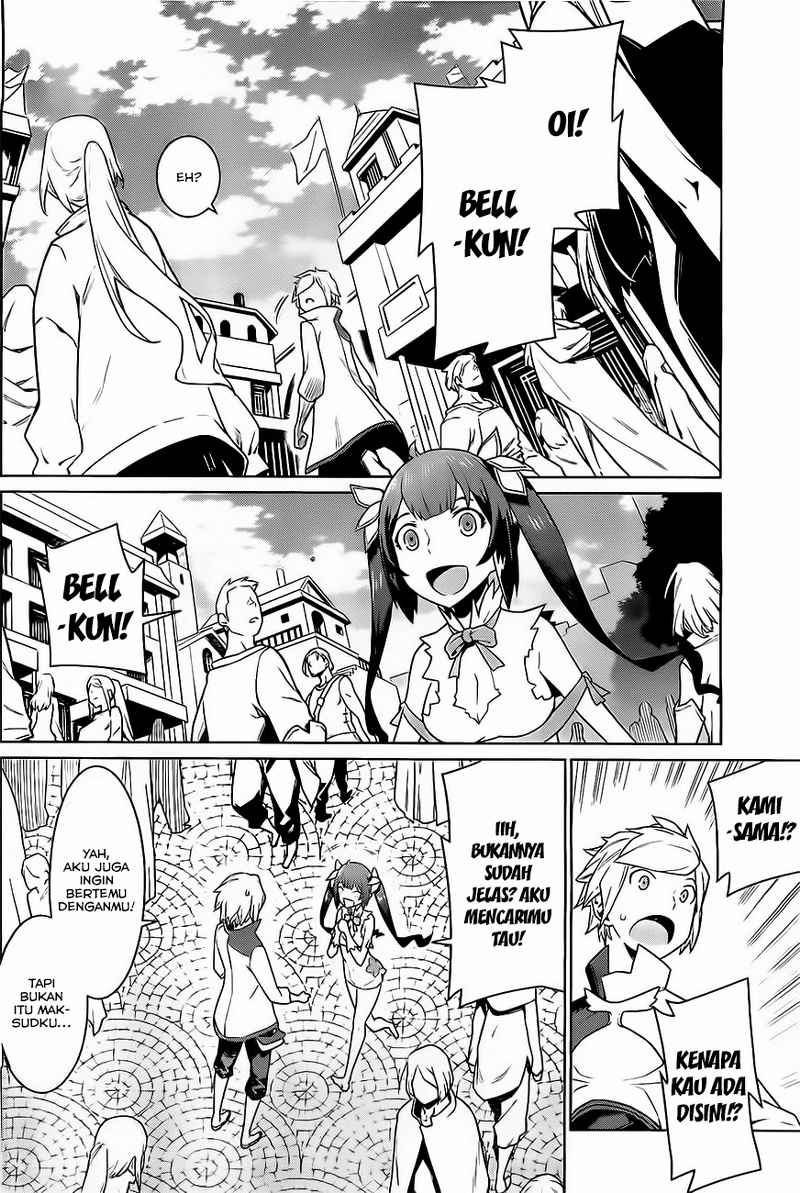 OI!
BELL
-KUN!
EH?
BELL
-KUN!
KAMI
-SAMA!?
KENAPA
KAU ADA
DISINI!?
IIH,
BUKANNYA
SUDAH
JELAS? AKU
MENCARIMU
TAU!
YAH,
AKU JUGA
INGIN
BERTEMU
DENGANMU!
TAPI
BUKAN
ITU MAK-
SUDKU...